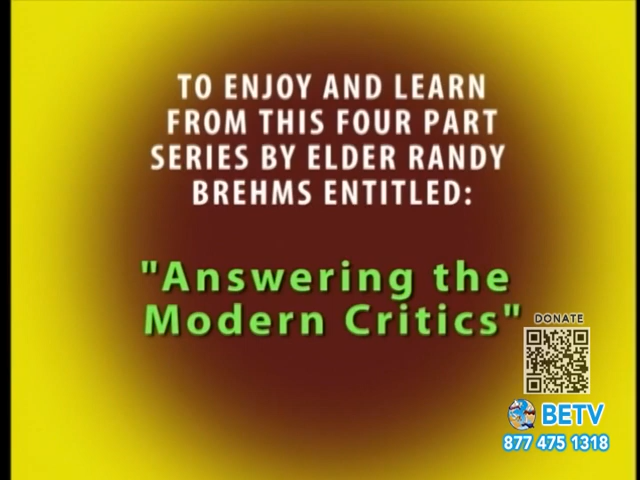 TO ENJOY AND LEARN
FROM THIS FOUR PART
SERIES BY ELDER RANDY
BREHMS ENTITLED:
"Answering the
Modern Critics"
DONATE
BETV
877 475 1318